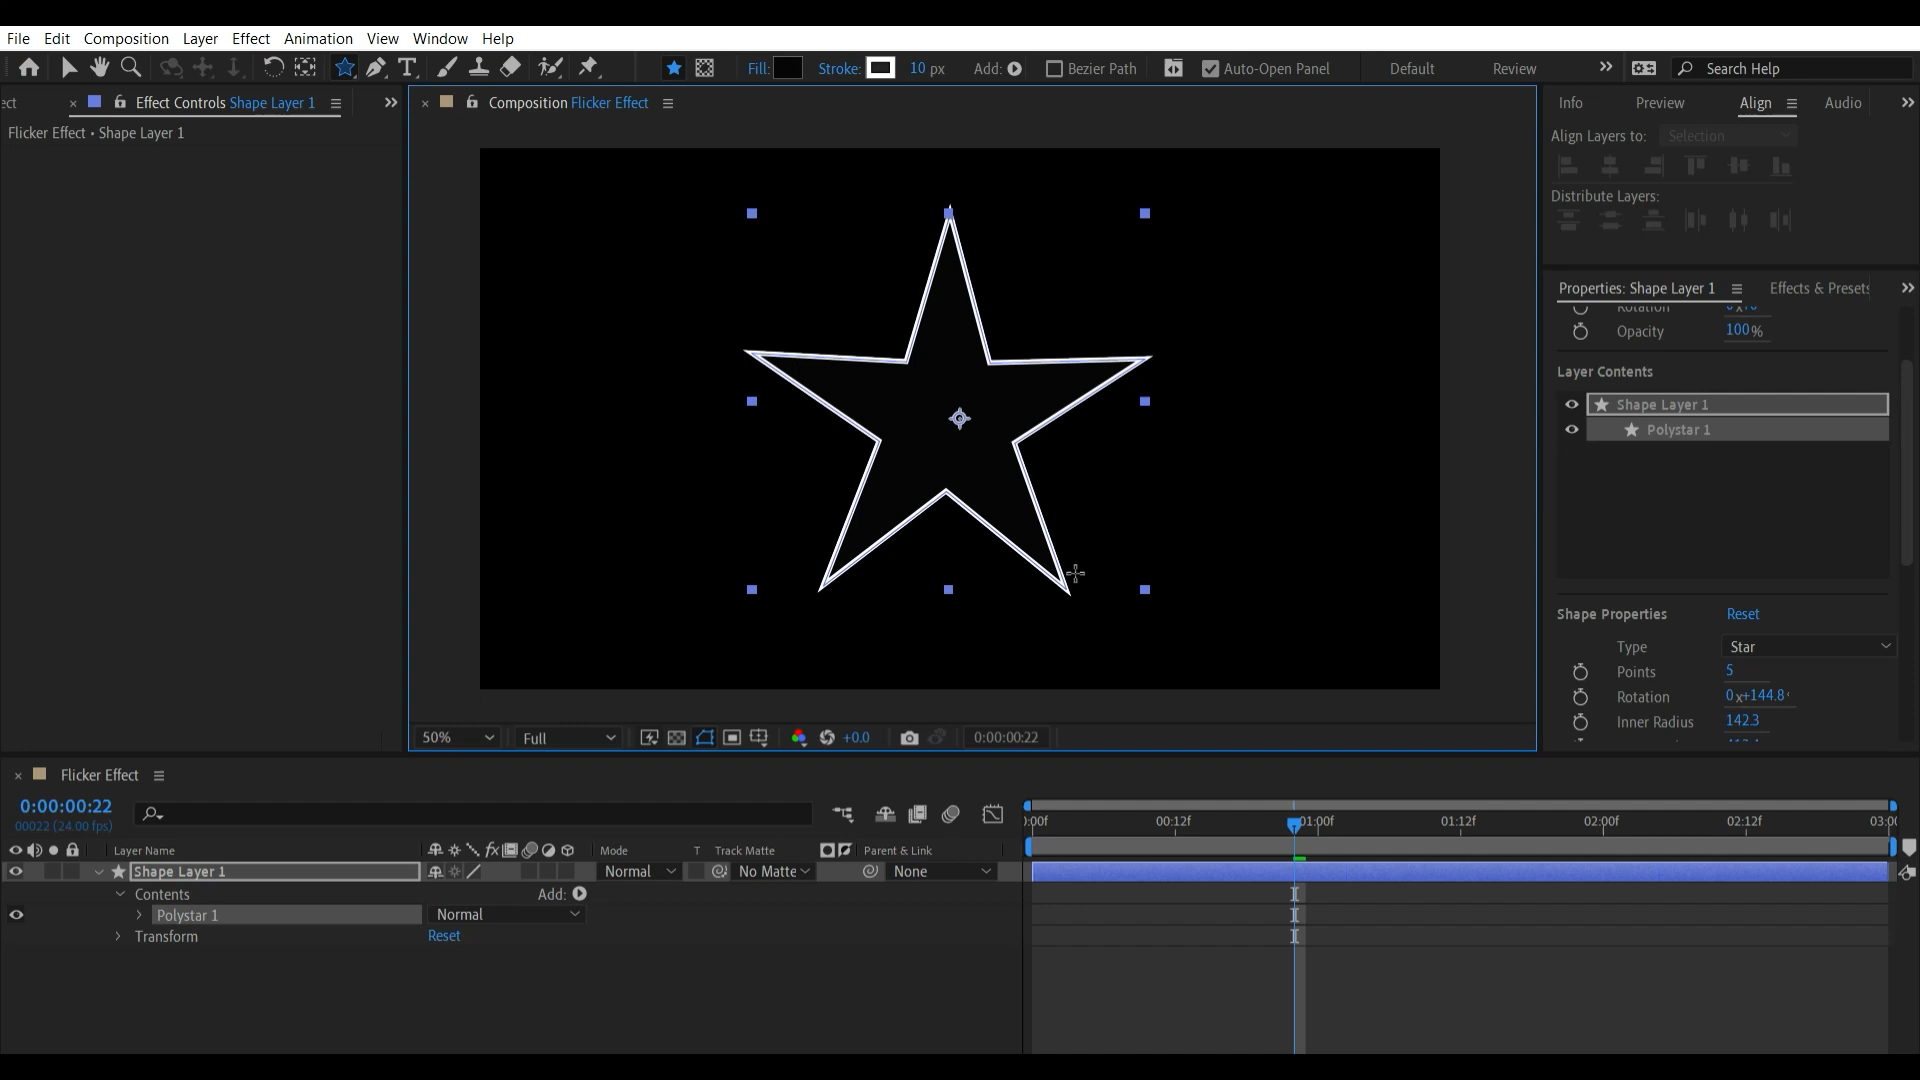 File Edit Composition Layer Effect Animation View Window Help
Fill: Stroke: 10 px Add: Bezier Path Auto-Open Panel Default Review Search Help
ect Effect Controls Shape Layer 1
Flicker Effect • Shape Layer 1
Composition Flicker Effect
Info Preview Align Audio
Align Layers to: Selection
Distribute Layers:
Properties: Shape Layer 1 Effects & Presets
Rotation
Opacity 100%
Layer Contents
Shape Layer 1
Polystar 1
Shape Properties Reset
Type Star
Points 5
Rotation 0x+144.8°
Inner Radius 142.3
50% Full +0.0 0:00:00:22
Flicker Effect
0:00:00:22
00022 (24.00 fps)
):00f 00:12f 01:00f 01:12f 02:00f 02:12f 03:00
Layer Name fx Mode T Track Matte Parent & Link
Shape Layer 1 Normal No Matte None
Contents Add:
Polystar 1 Normal
Transform Reset